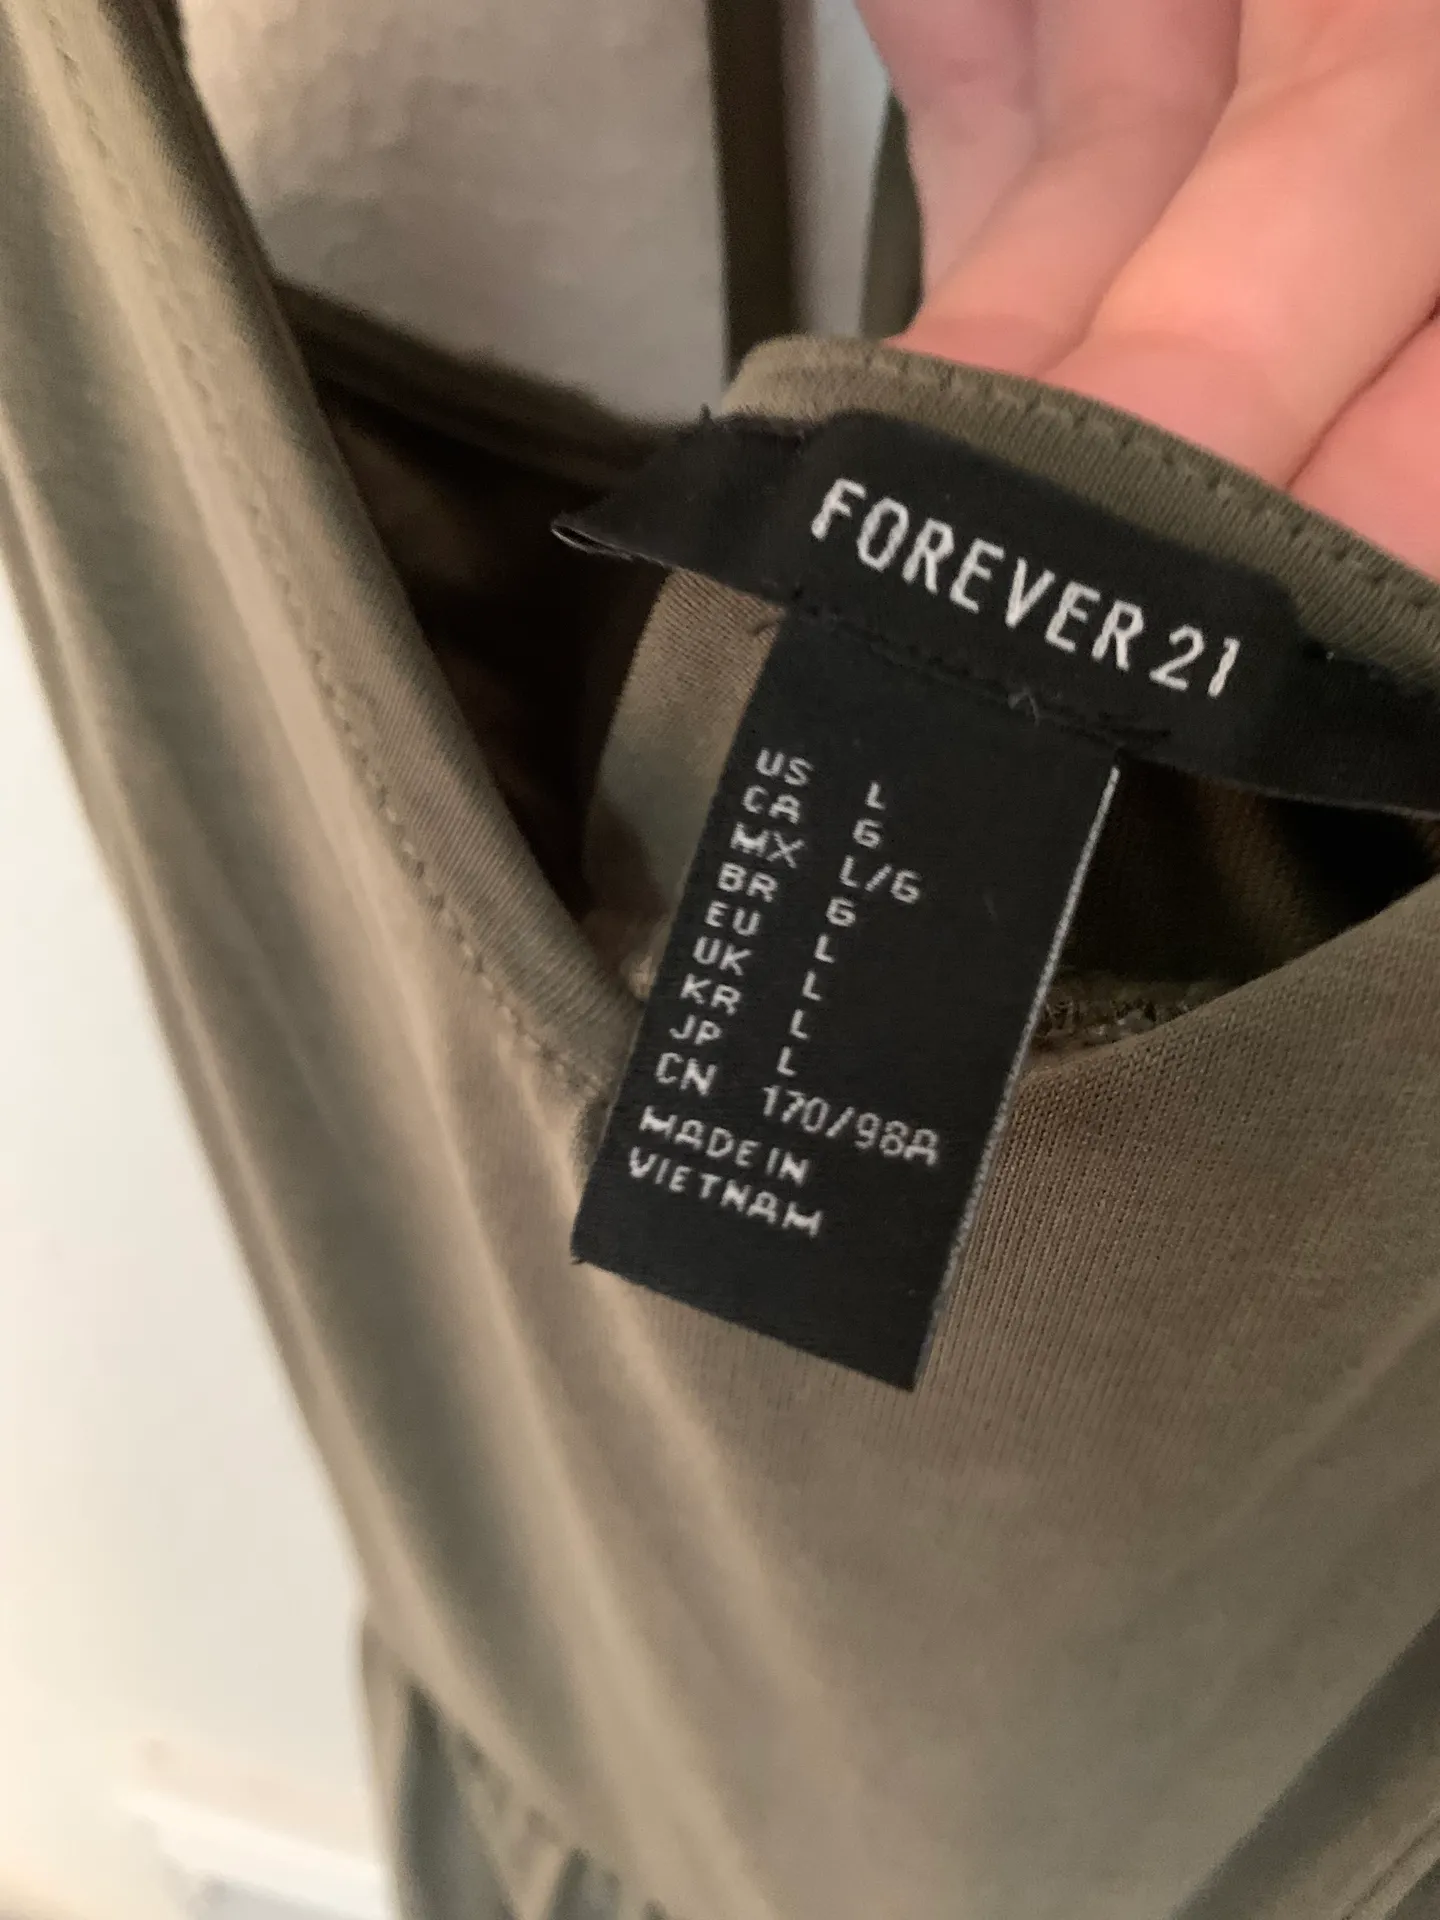 FOREVER 21
US L
CA G
MX L/G
BR G
EU L
UK L
KR L
JP L
CN 170/98A
MADE IN
VIETNAM